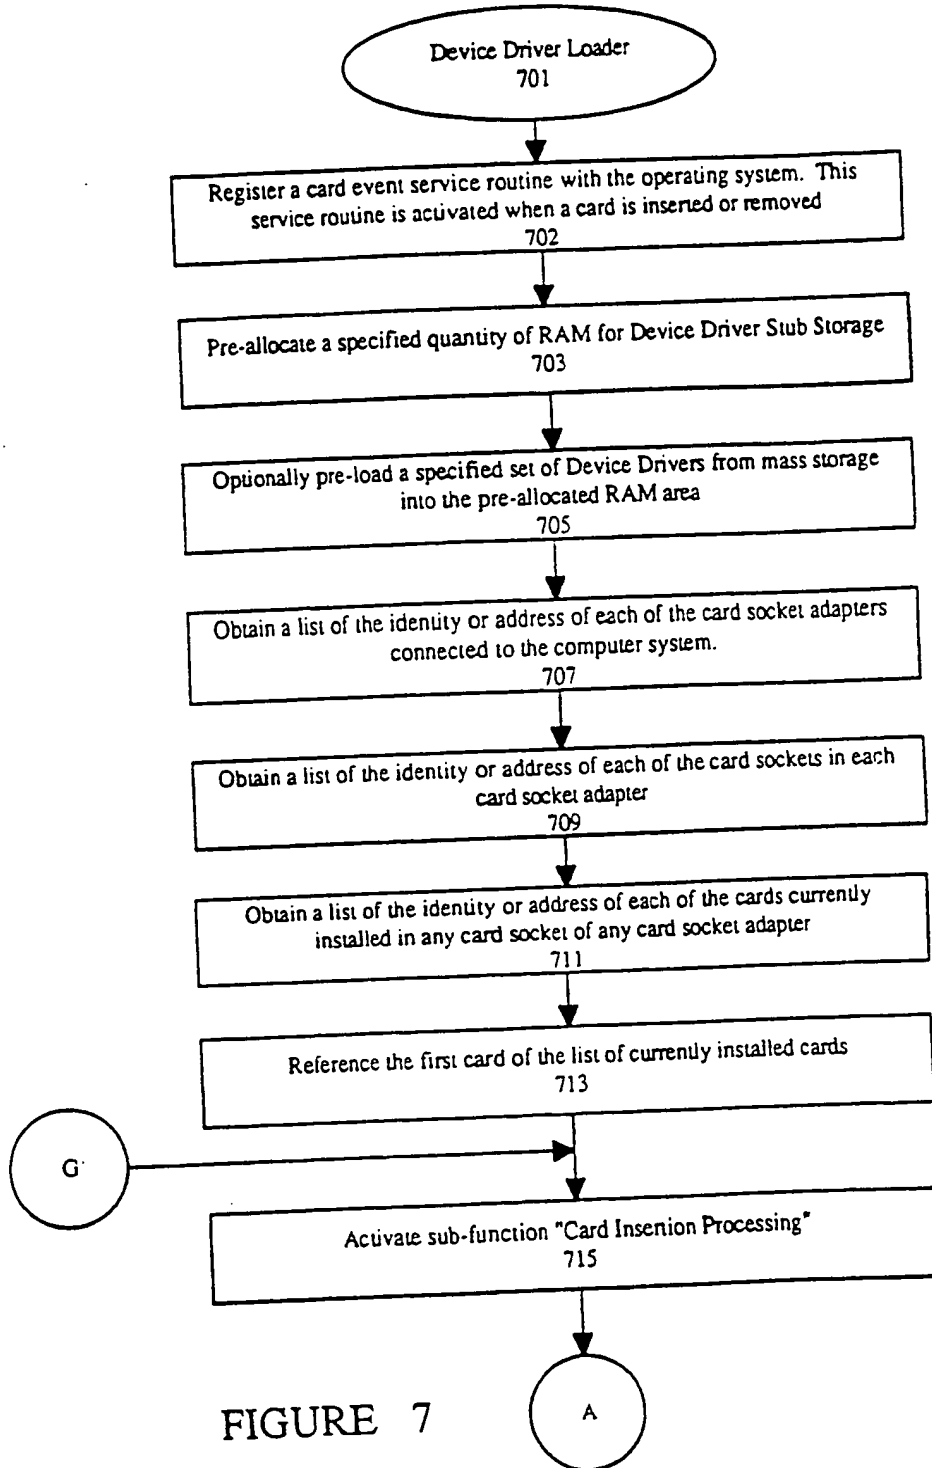 Device Driver Loader
701
Register a card event service routine with the operating system. This
service routine is activated when a card is inserted or removed
702
Pre-allocate a specified quantity of RAM for Device Driver Stub Storage
703
Optionally pre-load a specified set of Device Drivers from mass storage
into the pre-allocated RAM area
705
Obtain a list of the identity or address of each of the card socket adapters
connected to the computer system.
707
Obtain a list of the identity or address of each of the card sockets in each
card socket adapter
709
Obtain a list of the identity or address of each of the cards currently
installed in any card socket of any card socket adapter
711
Reference the first card of the list of currently installed cards
713
G
Activate sub-function "Card Insertion Processing"
715
A
FIGURE 7